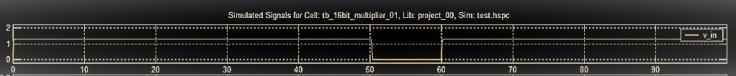 Simulated Signals for Cell: tb_16bit_multiplier_01, Lib: project_00, Sim: test.hspc
2
v_in
1
0
0 10 20 30 40 50 60 70 80 90